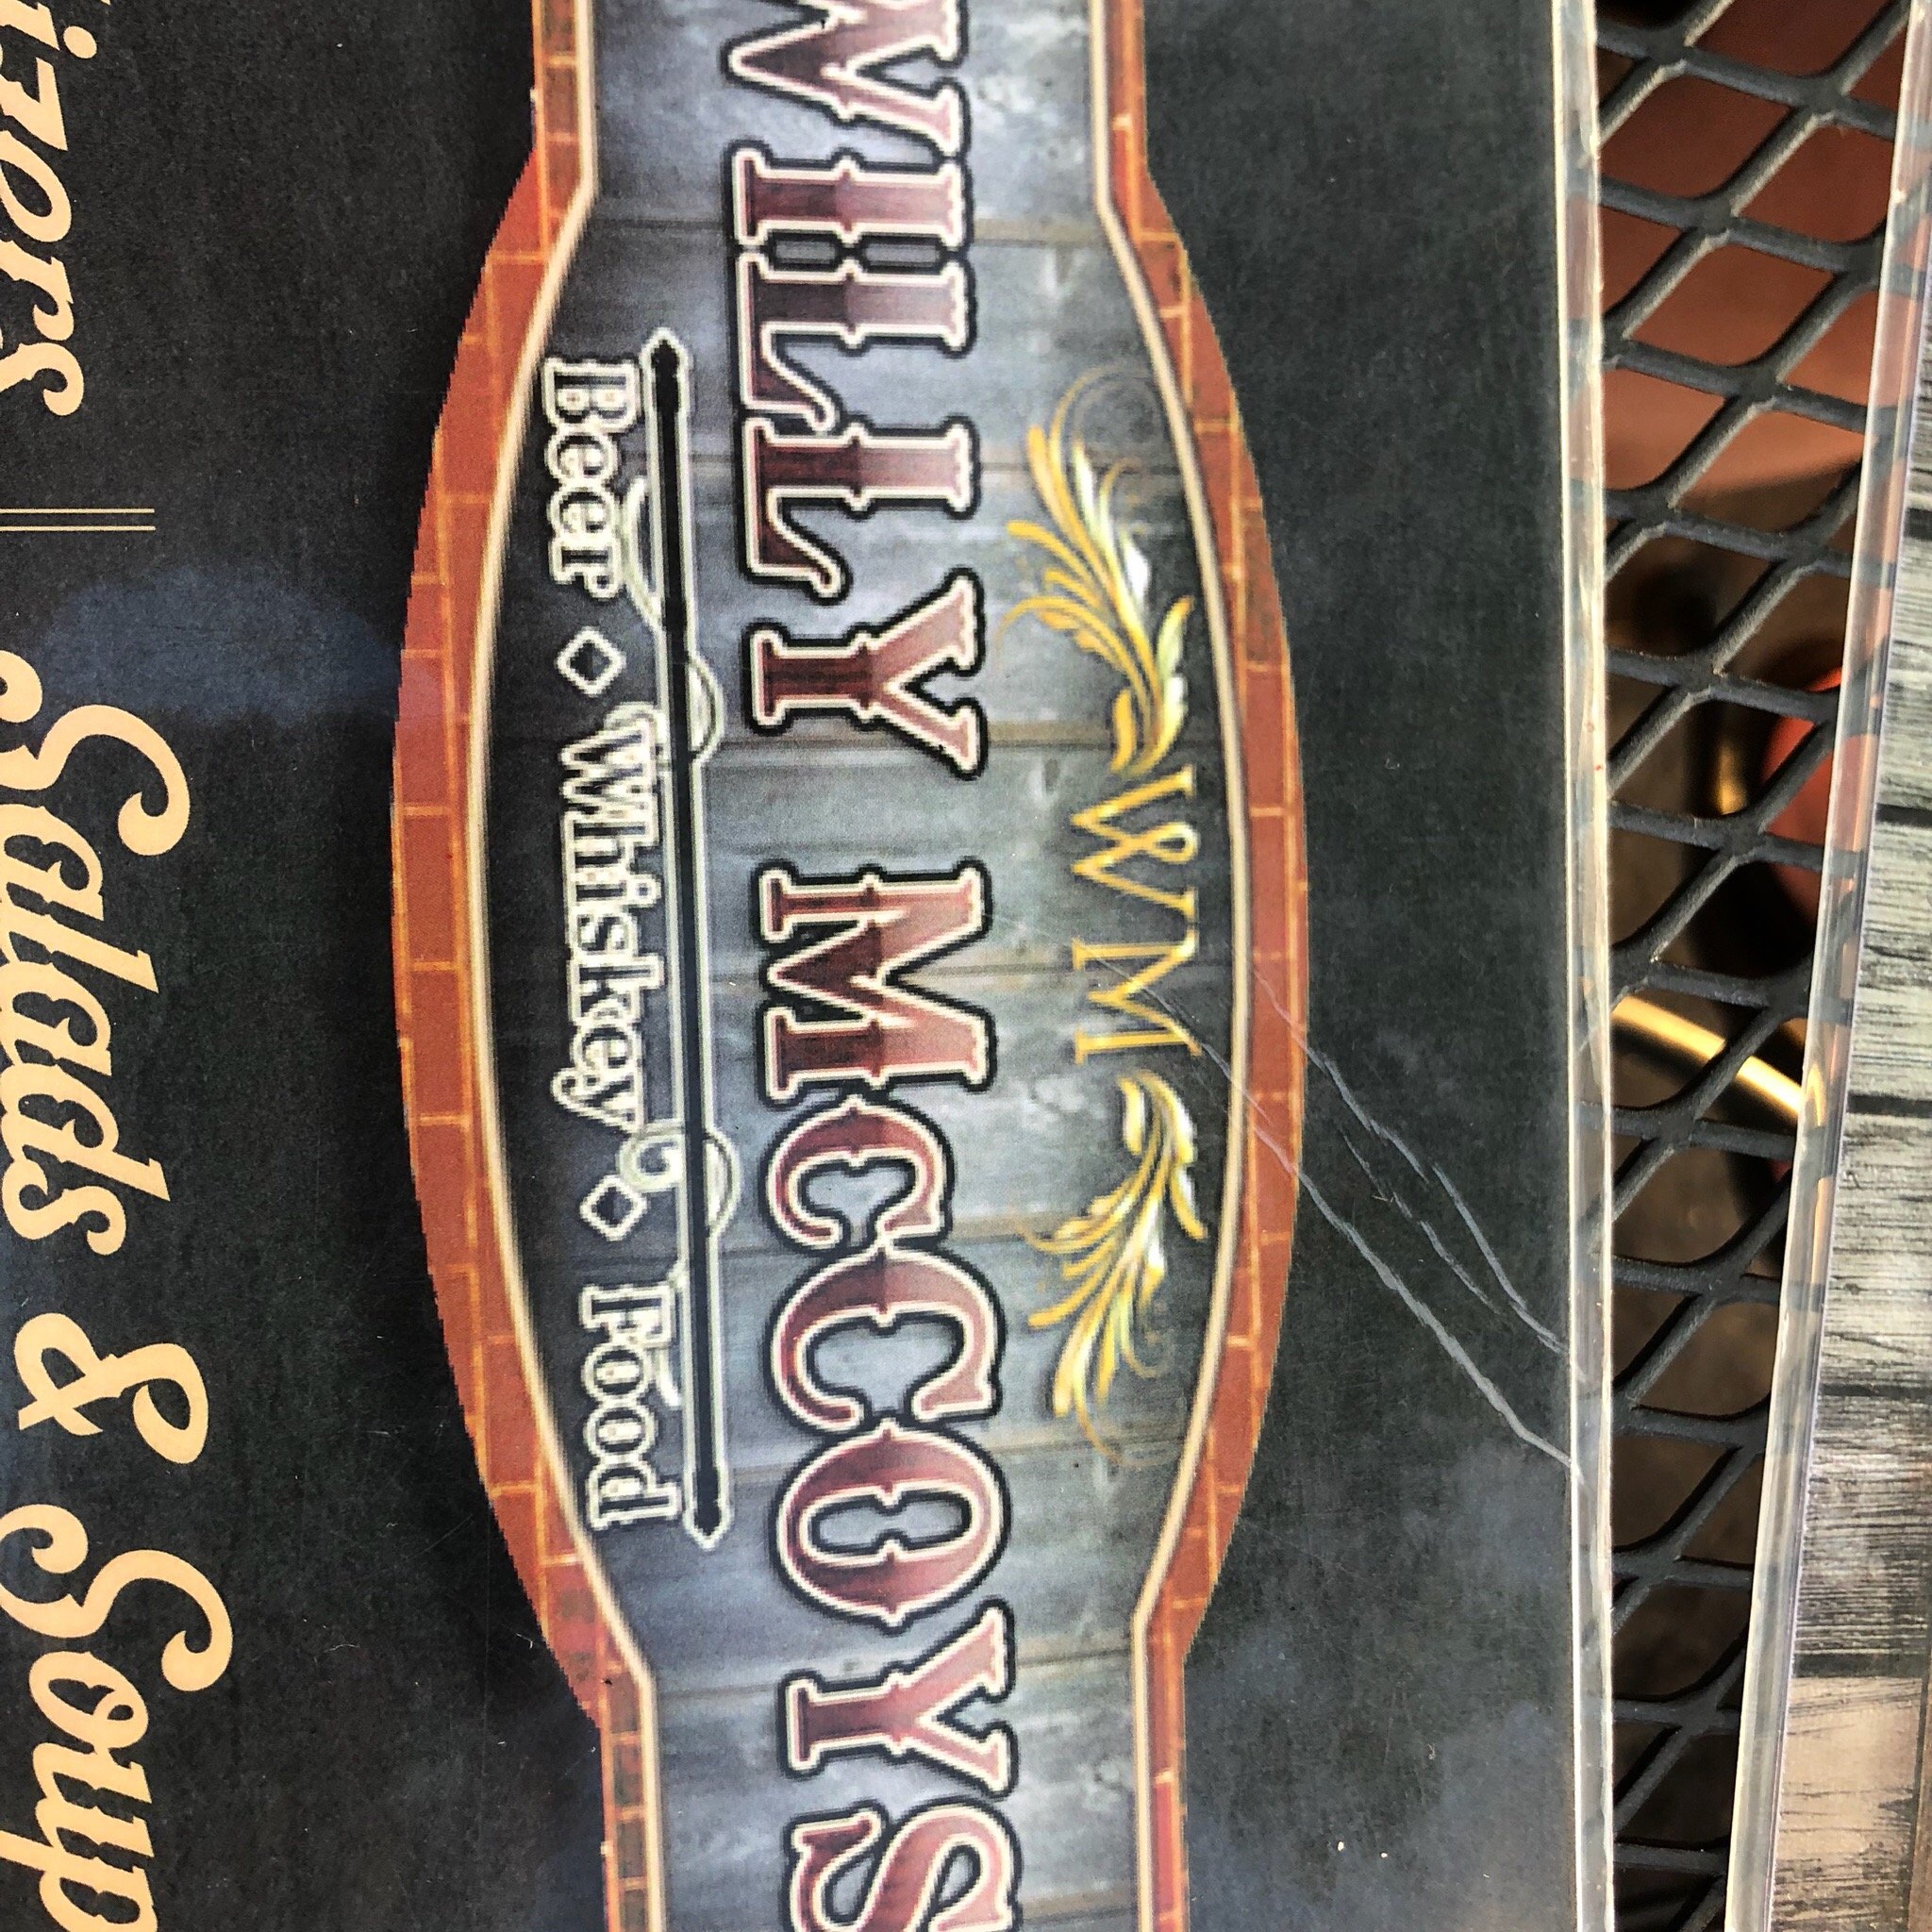 WM
WILLY McCOYS
Beer ◇ Whiskey ◇ Food
Salads & Soup